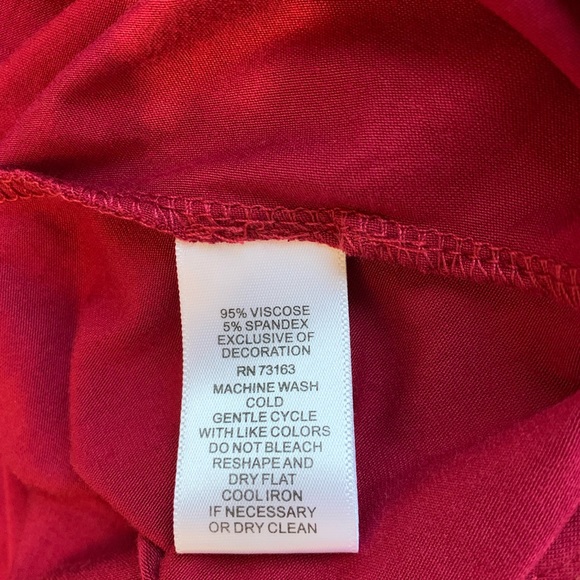 95% VISCOSE
5% SPANDEX
EXCLUSIVE OF
DECORATION
RN 73163
MACHINE WASH
COLD
GENTLE CYCLE
WITH LIKE COLORS
DO NOT BLEACH
RESHAPE AND
DRY FLAT
COOL IRON
IF NECESSARY
OR DRY CLEAN